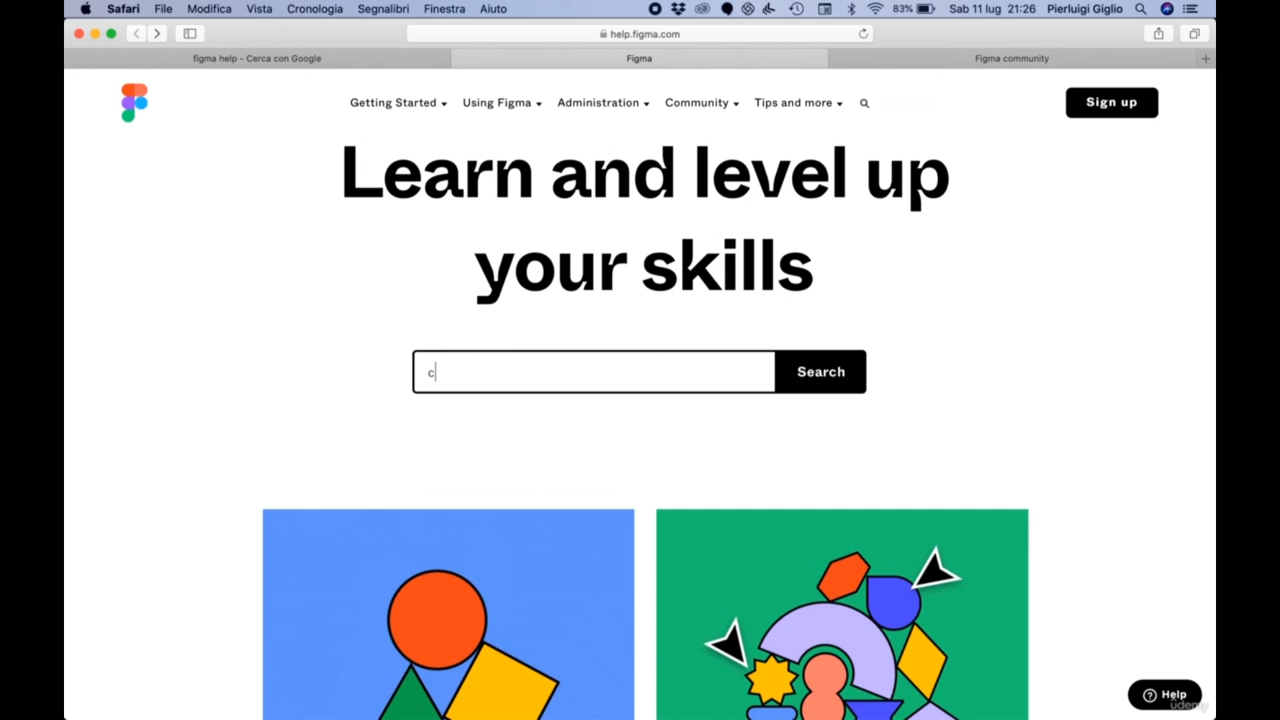 Safari File Modifica Vista Cronologia Segnalibri Finestra Aiuto 83% Sab 11 lug 21:26 Pierluigi Giglio
help.figma.com
figma help - Cerca con Google Figma Figma community
Getting Started Using Figma Administration Community Tips and more Sign up
Learn and level up
your skills
c Search
Help
udemy